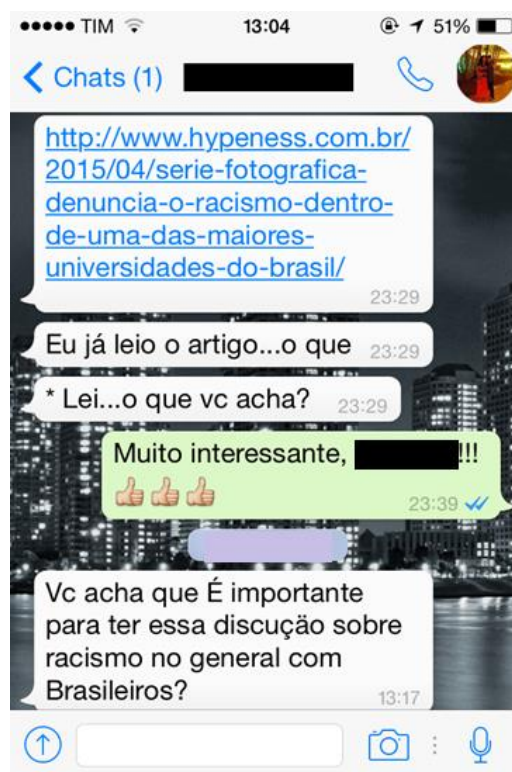 TIM 13:04 51%
Chats (1)
http://www.hypeness.com.br/
2015/04/serie-fotografica-
denuncia-o-racismo-dentro-
de-uma-das-maiores-
universidades-do-brasil/
23:29
Eu já leio o artigo...o que 23:29
* Lei...o que vc acha? 23:29
Muito interessante, !!!
👍👍👍 23:39
Vc acha que É importante
para ter essa discuçäo sobre
racismo no general com
Brasileiros?
13:17